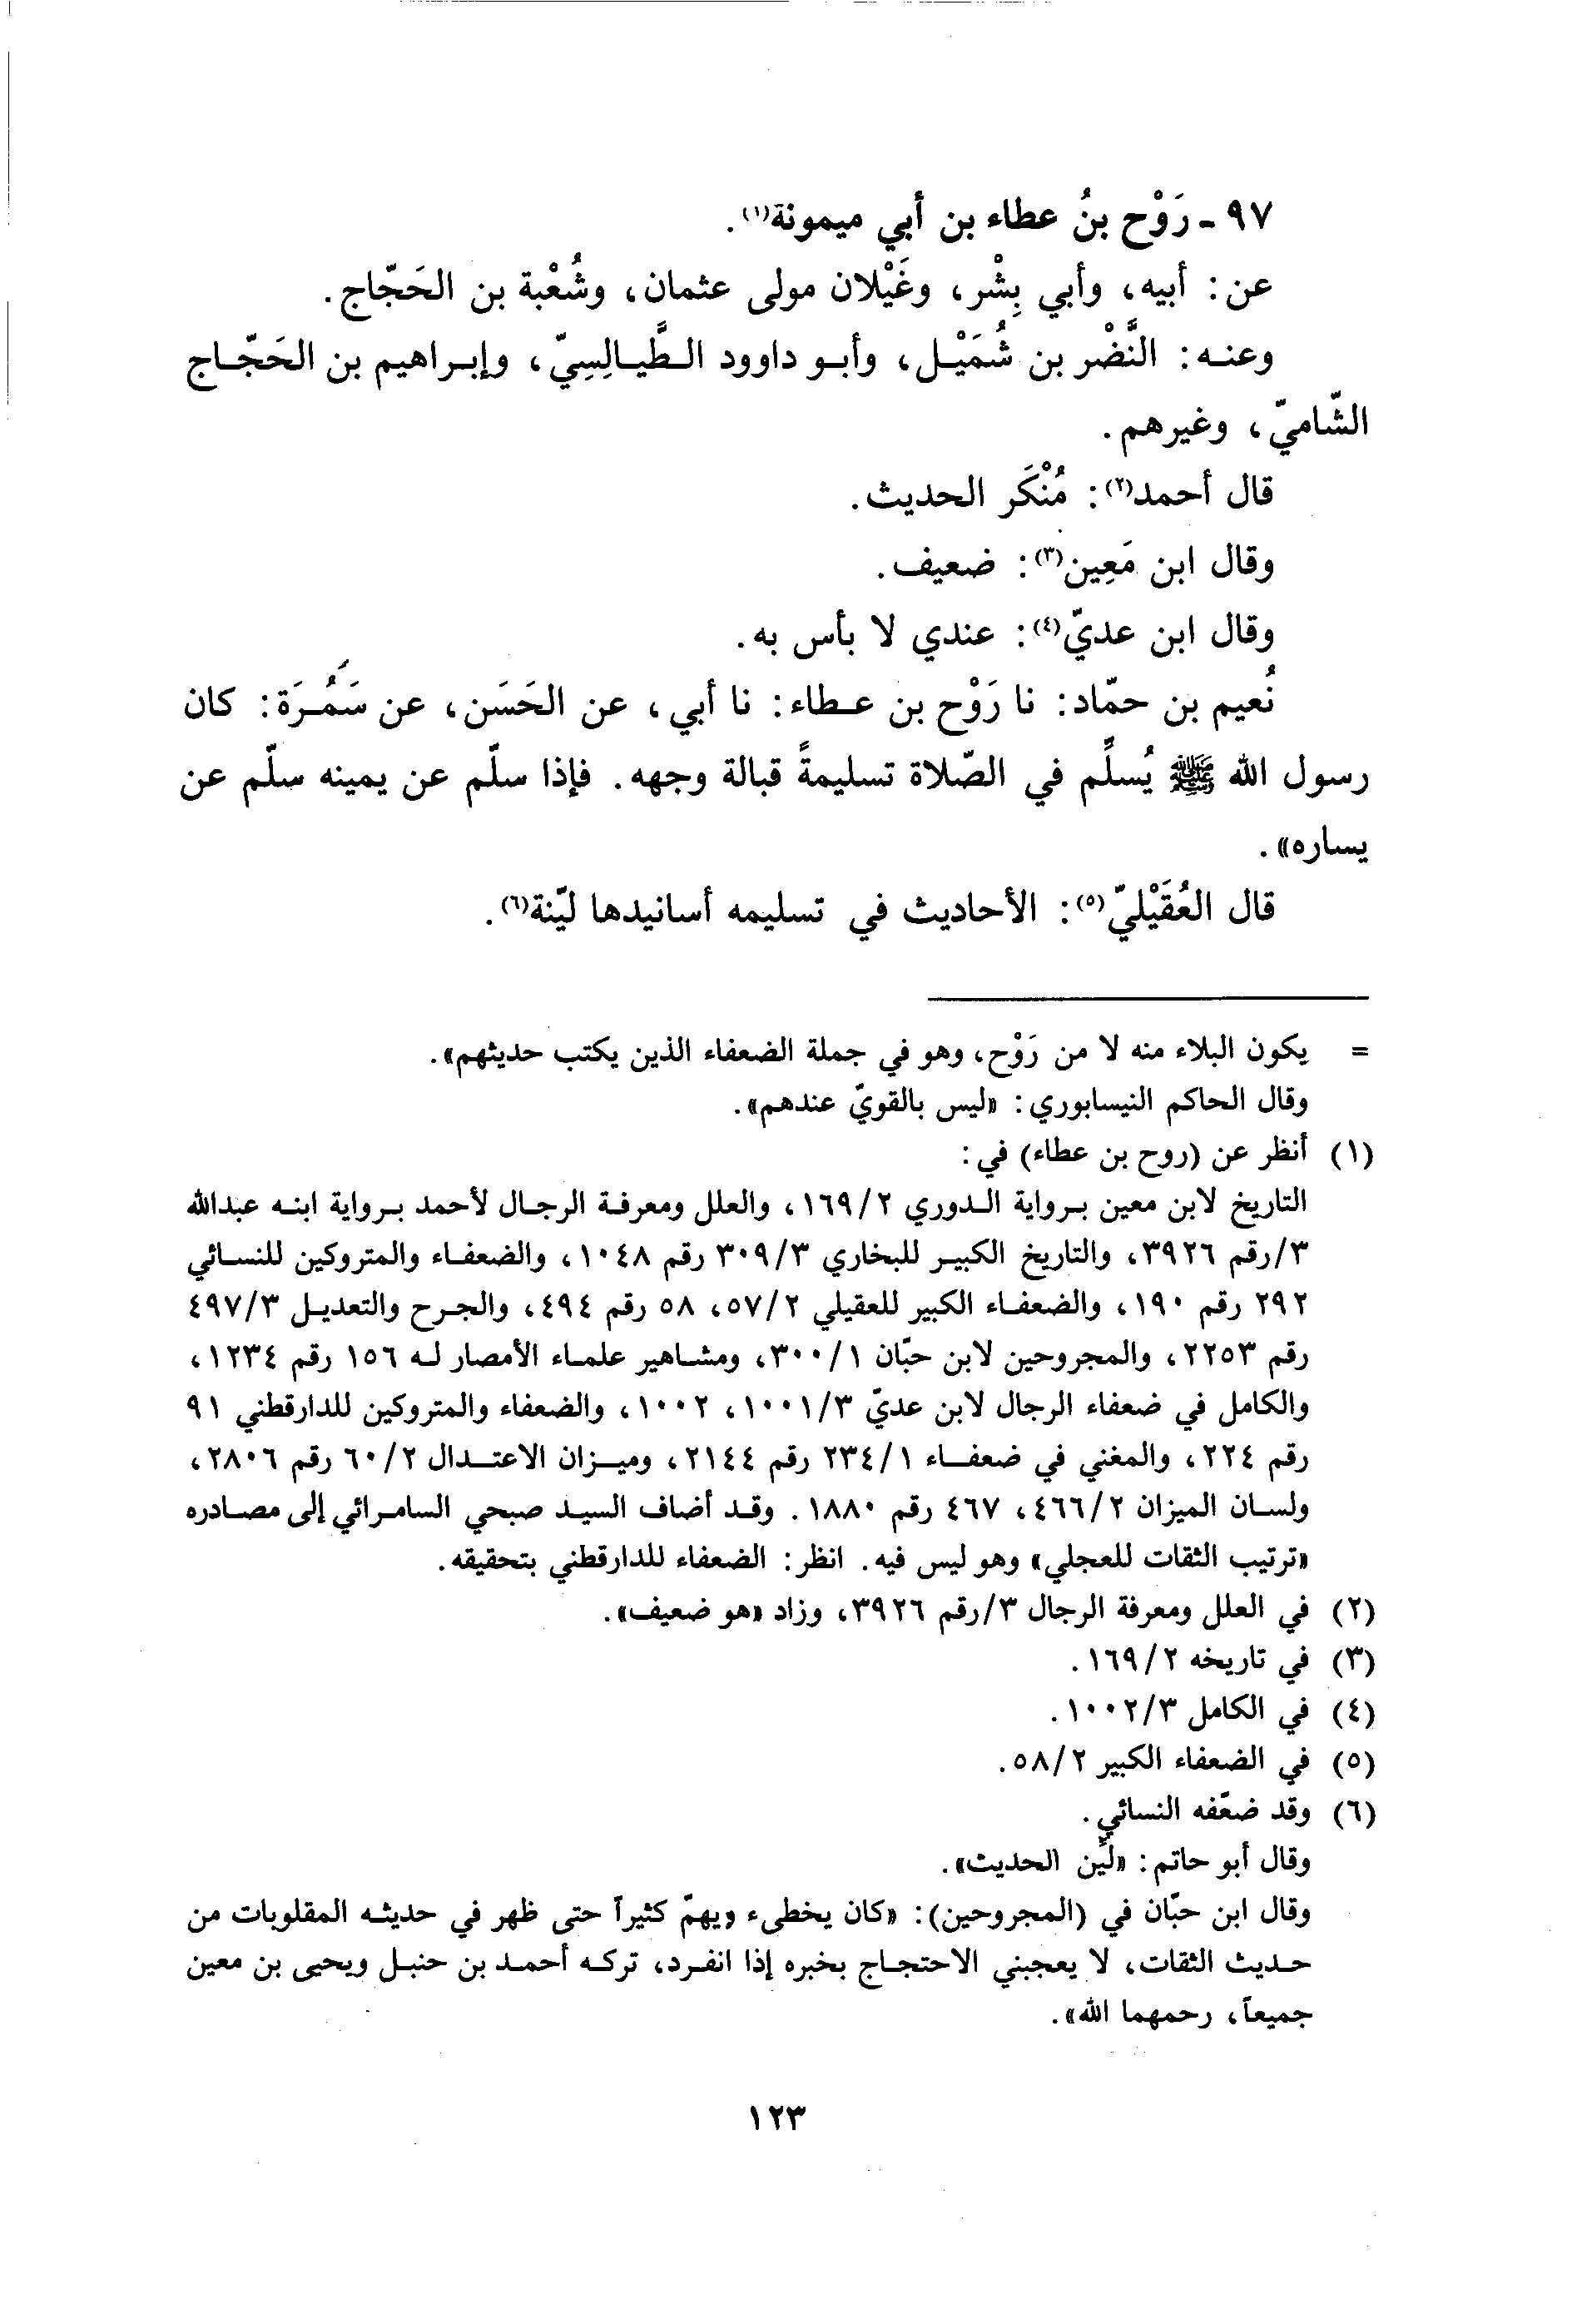 ٩٧ - رَوْح بنُ عطاء بن أبي ميمونة(١).
عن: أبيه، وأبي بِشْر، وغَيْلان مولى عثمان، وشُعْبة بن الحَجّاج.
وعنه: النَّضْر بن شُمَيْل، وأبو داوود الطَّيالِسِيّ، وإبراهيم بن الحَجّاج
الشّاميّ، وغيرهم.
قال أحمد(٢): مُنْكَر الحديث.
وقال ابن مَعِين(٣): ضعيف.
وقال ابن عديّ(٤): عندي لا بأس به.
نُعيم بن حمّاد: نا رَوْح بن عطاء: نا أبي، عن الحَسَن، عن سَمُرَة: كان
رسول الله ﷺ يُسلِّم في الصّلاة تسليمةً قبالة وجهه. فإذا سلّم عن يمينه سلّم عن
يساره».
قال العُقَيْليّ(٥): الأحاديث في تسليمه أسانيدها ليّنة(٦).
= يكون البلاء منه لا من رَوْح، وهو في جملة الضعفاء الذين يكتب حديثهم».
وقال الحاكم النيسابوري: «ليس بالقويّ عندهم».
(١) أنظر عن (روح بن عطاء) في:
التاريخ لابن معين برواية الدوري ١٦٩/٢، والعلل ومعرفة الرجال لأحمد برواية ابنه عبدالله
٣/رقم ٣٩٢٦، والتاريخ الكبير للبخاري ٣٠٩/٣ رقم ١٠٤٨، والضعفاء والمتروكين للنسائي
٢٩٢ رقم ١٩٠، والضعفاء الكبير للعقيلي ٥٧/٢، ٥٨ رقم ٤٩٤، والجرح والتعديل ٤٩٧/٣
رقم ٢٢٥٣، والمجروحين لابن حبّان ٣٠٠/١، ومشاهير علماء الأمصار له ١٥٦ رقم ١٢٣٤،
والكامل في ضعفاء الرجال لابن عديّ ١٠٠١/٣، ١٠٠٢، والضعفاء والمتروكين للدارقطني ٩١
رقم ٢٢٤، والمغني في ضعفاء ٢٣٤/١ رقم ٢١٤٤، وميزان الاعتدال ٦٠/٢ رقم ٢٨٠٦،
ولسان الميزان ٤٦٦/٢، ٤٦٧ رقم ١٨٨٠. وقد أضاف السيد صبحي السامرائي إلى مصادره
«ترتيب الثقات للعجلي» وهو ليس فيه. انظر: الضعفاء للدارقطني بتحقيقه.
(٢) في العلل ومعرفة الرجال ٣/رقم ٣٩٢٦، وزاد «هو ضعيف».
(٣) في تاريخه ١٦٩/٢.
(٤) في الكامل ١٠٠٢/٣.
(٥) في الضعفاء الكبير ٥٨/٢.
(٦) وقد ضعّفه النسائي.
وقال أبو حاتم: «ليّن الحديث».
وقال ابن حبّان في (المجروحين): «كان يخطىء ويهمّ كثيراً حتى ظهر في حديثه المقلوبات من
حديث الثقات، لا يعجبني الاحتجاج بخبره إذا انفرد، تركه أحمد بن حنبل ويحيى بن معين
جميعاً، رحمهما الله».
١٢٣